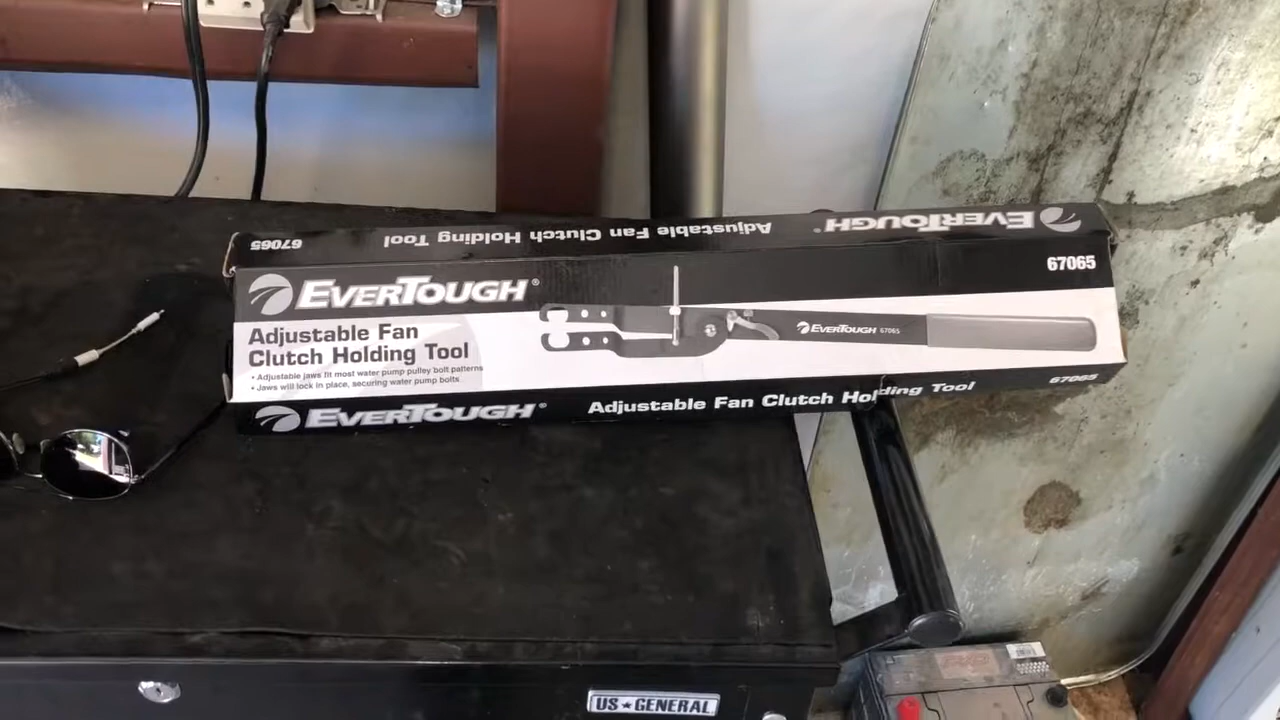 67065
Adjustable Fan Clutch Holding Tool
EVERTOUGH®
67065
EVERTOUGH®
Adjustable Fan
Clutch Holding Tool
• Adjustable jaws fit most water pump pulley bolt patterns
• Jaws will lock in place, securing water pump bolts
EVERTOUGH 67065
EVERTOUGH®
Adjustable Fan Clutch Holding Tool
67065
US★GENERAL